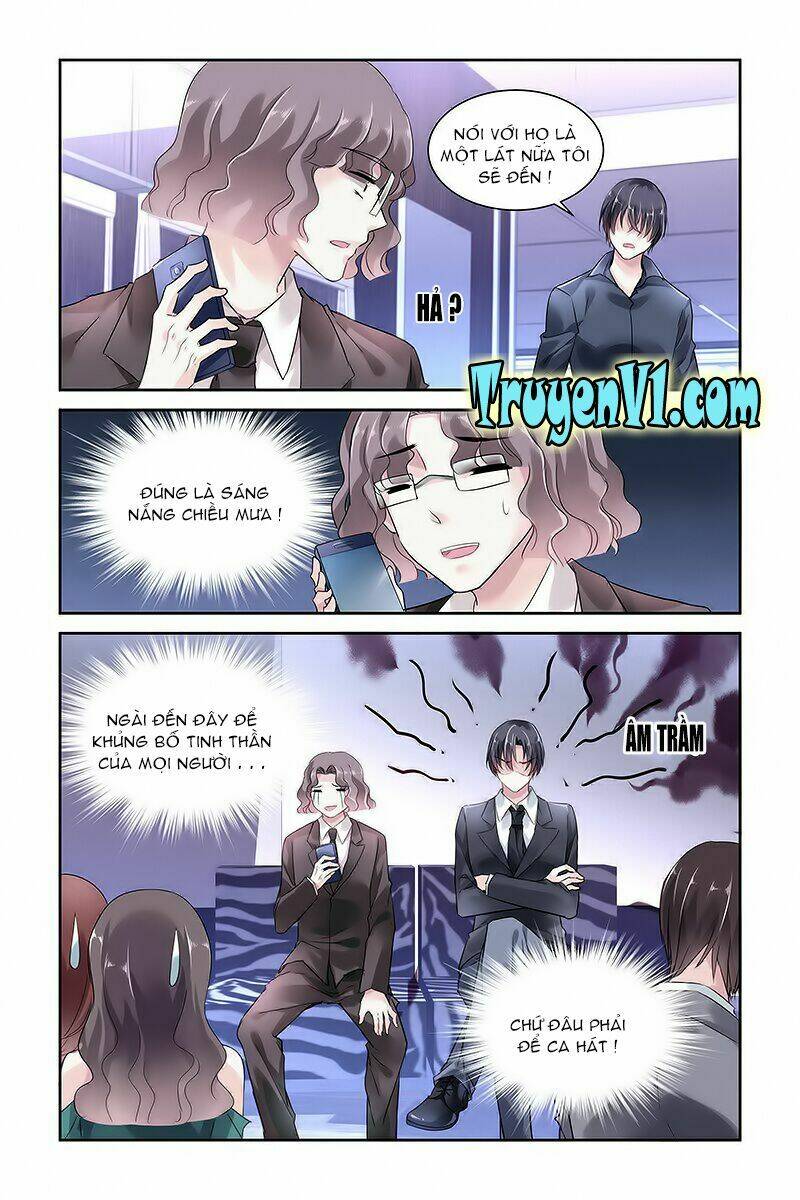 NÓI VỚI HỌ LÀ
MỘT LÁT NỮA TÔI
SẼ ĐẾN !
HẢ ?
TruyenV1.com
ĐÚNG LÀ SÁNG
NẮNG CHIỀU MƯA !
NGÀI ĐẾN ĐÂY ĐỂ
KHỦNG BỐ TINH THẦN
CỦA MỌI NGƯỜI . . .
ÂM TRẦM
CHỨ ĐÂU PHẢI
ĐỂ CA HÁT !